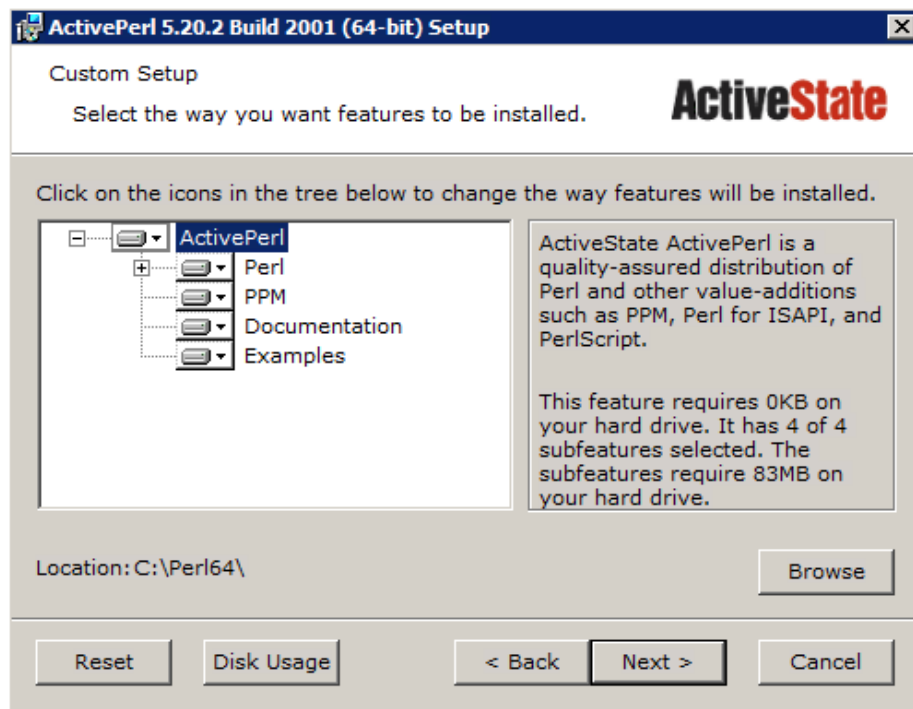 ActivePerl 5.20.2 Build 2001 (64-bit) Setup
Custom Setup
Select the way you want features to be installed.
ActiveState
Click on the icons in the tree below to change the way features will be installed.
ActivePerl
Perl
PPM
Documentation
Examples
ActiveState ActivePerl is a
quality-assured distribution of
Perl and other value-additions
such as PPM, Perl for ISAPI, and
PerlScript.
This feature requires 0KB on
your hard drive. It has 4 of 4
subfeatures selected. The
subfeatures require 83MB on
your hard drive.
Location: C:\Perl64\
Browse
Reset
Disk Usage
< Back
Next >
Cancel